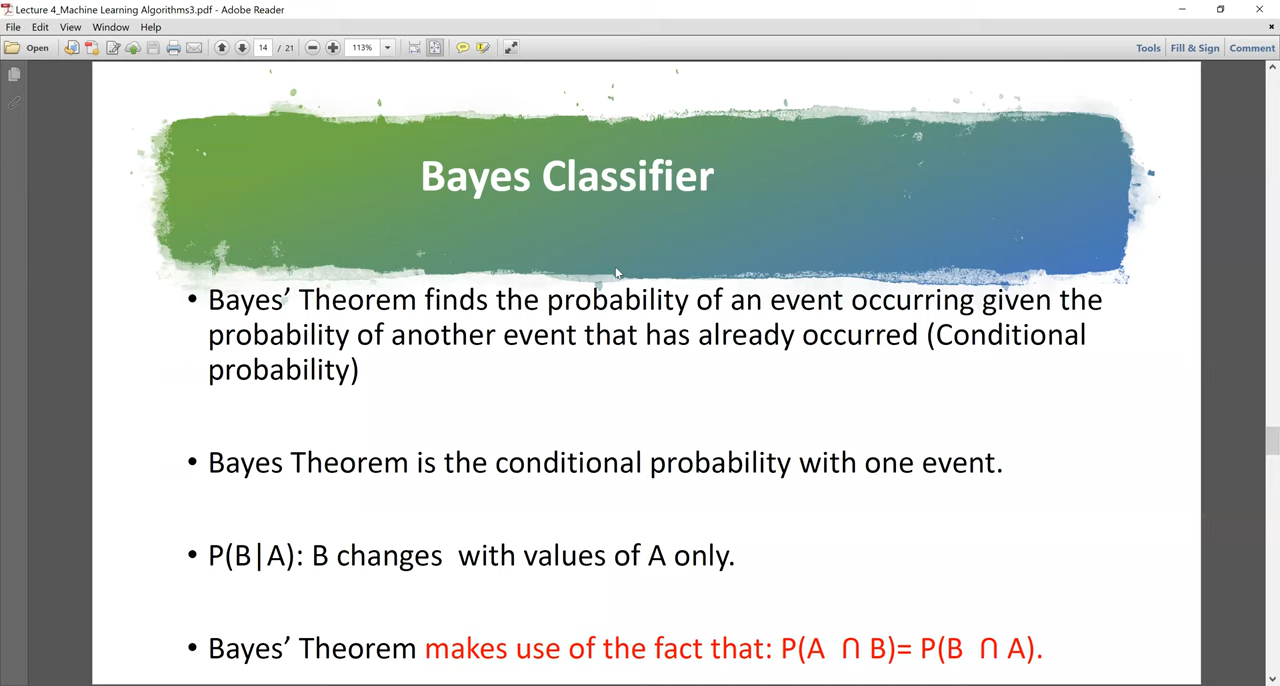 Lecture 4_Machine Learning Algorithms3.pdf - Adobe Reader
File Edit View Window Help
Open 14 / 21 113% Tools Fill & Sign Comment
Bayes Classifier
• Bayes’ Theorem finds the probability of an event occurring given the
probability of another event that has already occurred (Conditional
probability)
• Bayes Theorem is the conditional probability with one event.
• P(B|A): B changes with values of A only.
• Bayes’ Theorem makes use of the fact that: P(A ∩ B)= P(B ∩ A).